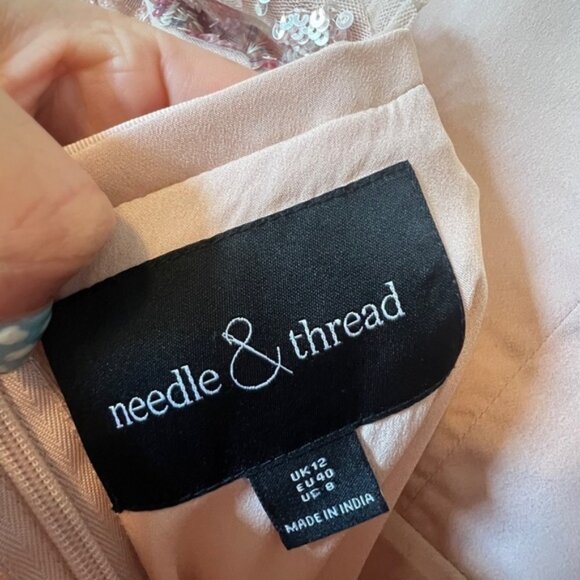 needle & thread
UK 12
EU 40
US 8
MADE IN INDIA